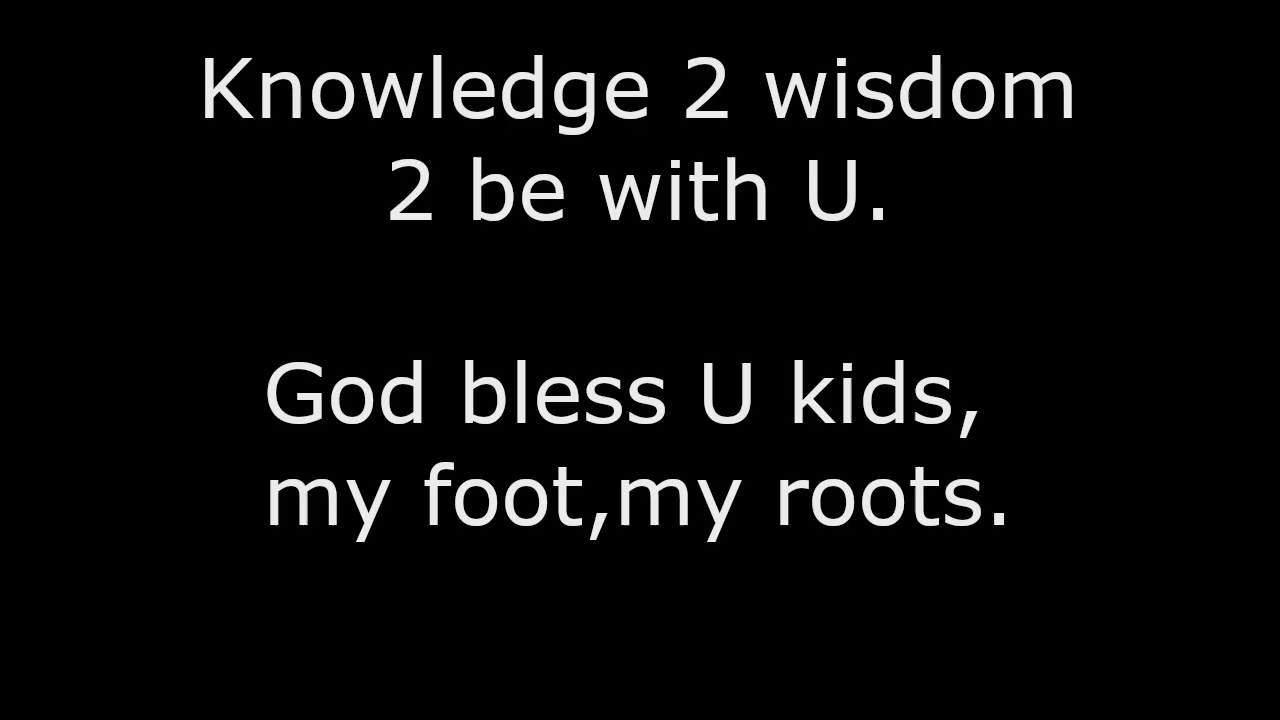 Knowledge 2 wisdom
2 be with U.
God bless U kids,
my foot,my roots.